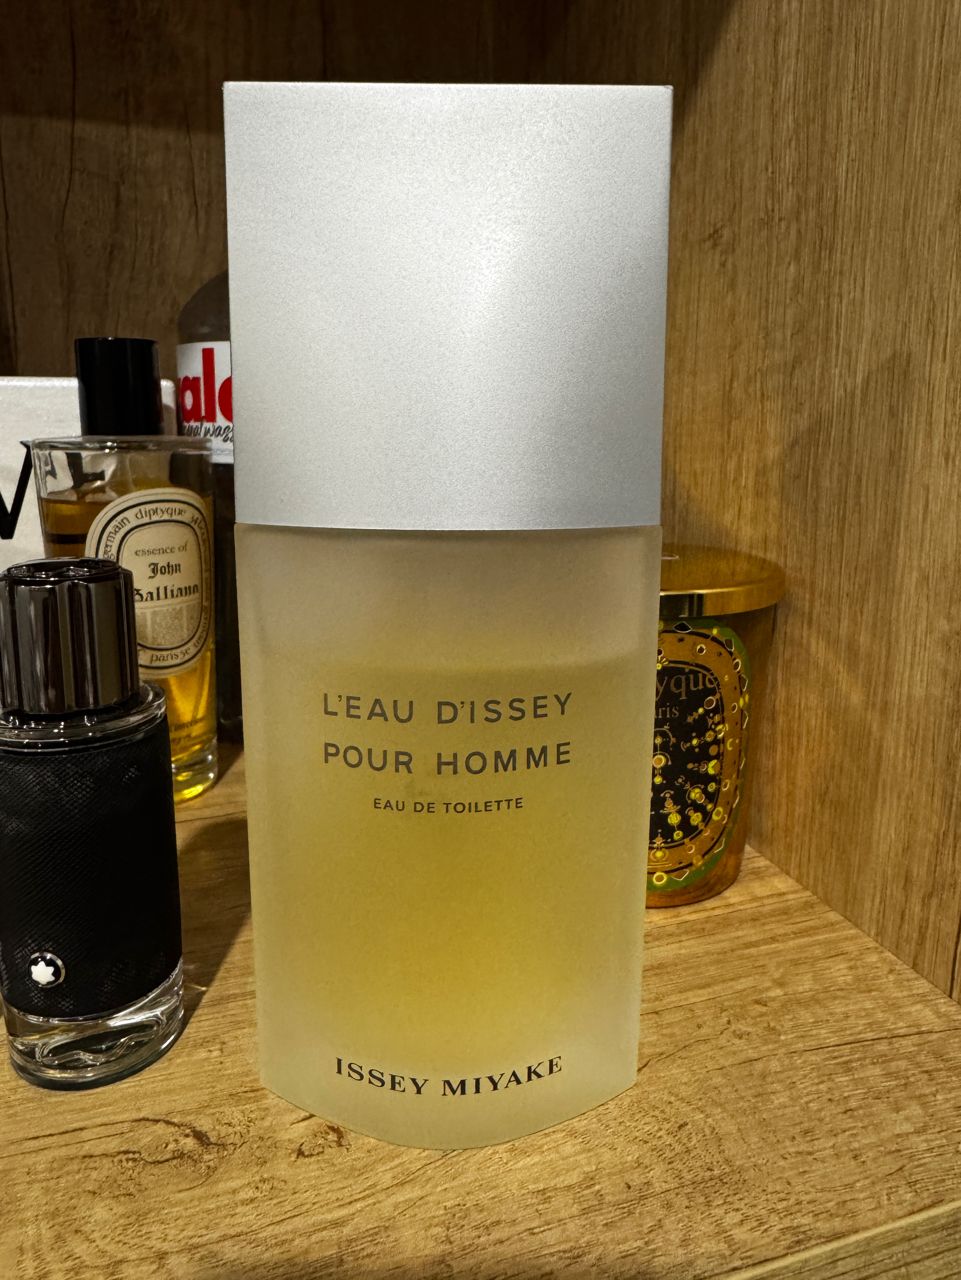 L'EAU D'ISSEY
POUR HOMME
EAU DE TOILETTE
ISSEY MIYAKE
diptyque
essence of
John
Galliano